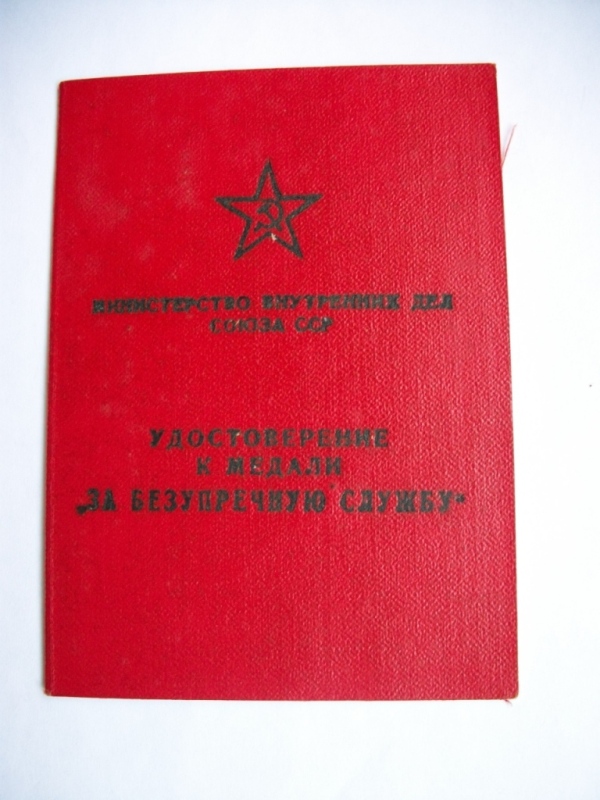 МИНИСТЕРСТВО ВНУТРЕННИХ ДЕЛ
СОЮЗА ССР
УДОСТОВЕРЕНИЕ
К МЕДАЛИ
„ЗА БЕЗУПРЕЧНУЮ СЛУЖБУ“